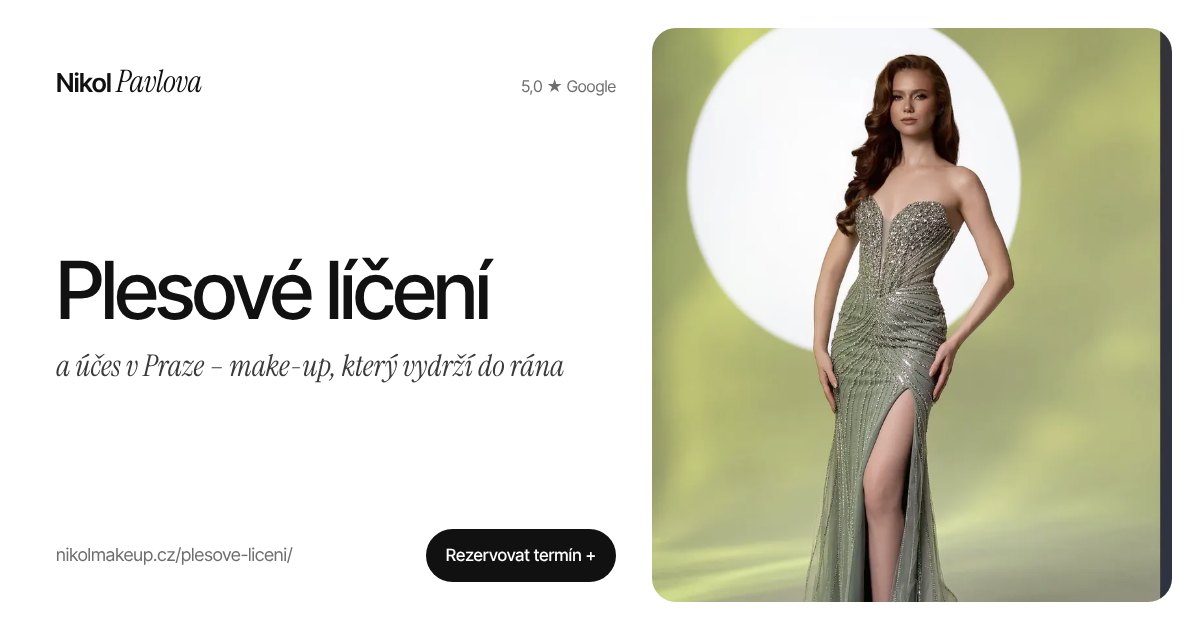 Nikol Pavlova
5,0 ★ Google
Plesové líčení
a účes v Praze – make-up, který vydrží do rána
nikolmakeup.cz/plesove-liceni/
Rezervovat termín +